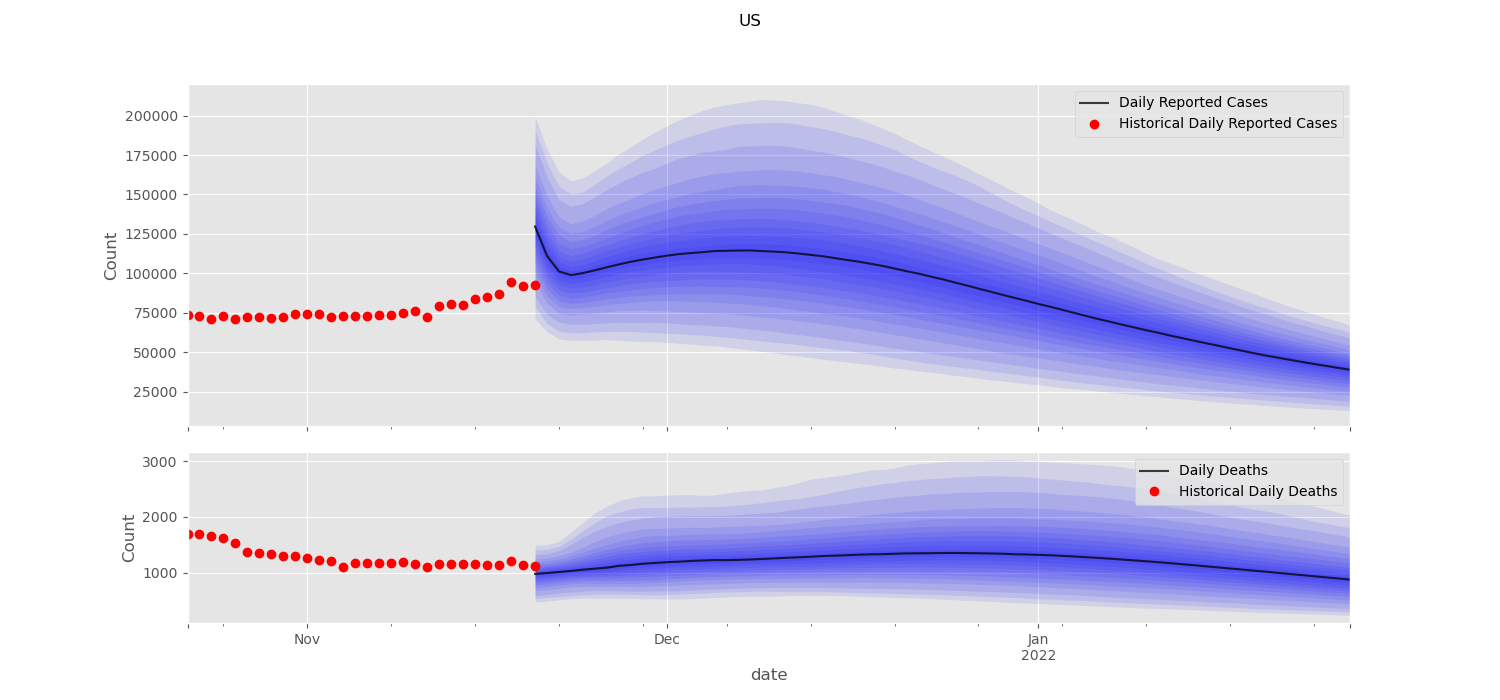 US
200000
175000
150000
125000
100000
75000
50000
25000
Count
Daily Reported Cases
Historical Daily Reported Cases
3000
2000
1000
Count
Daily Deaths
Historical Daily Deaths
Nov
Dec
Jan
2022
date